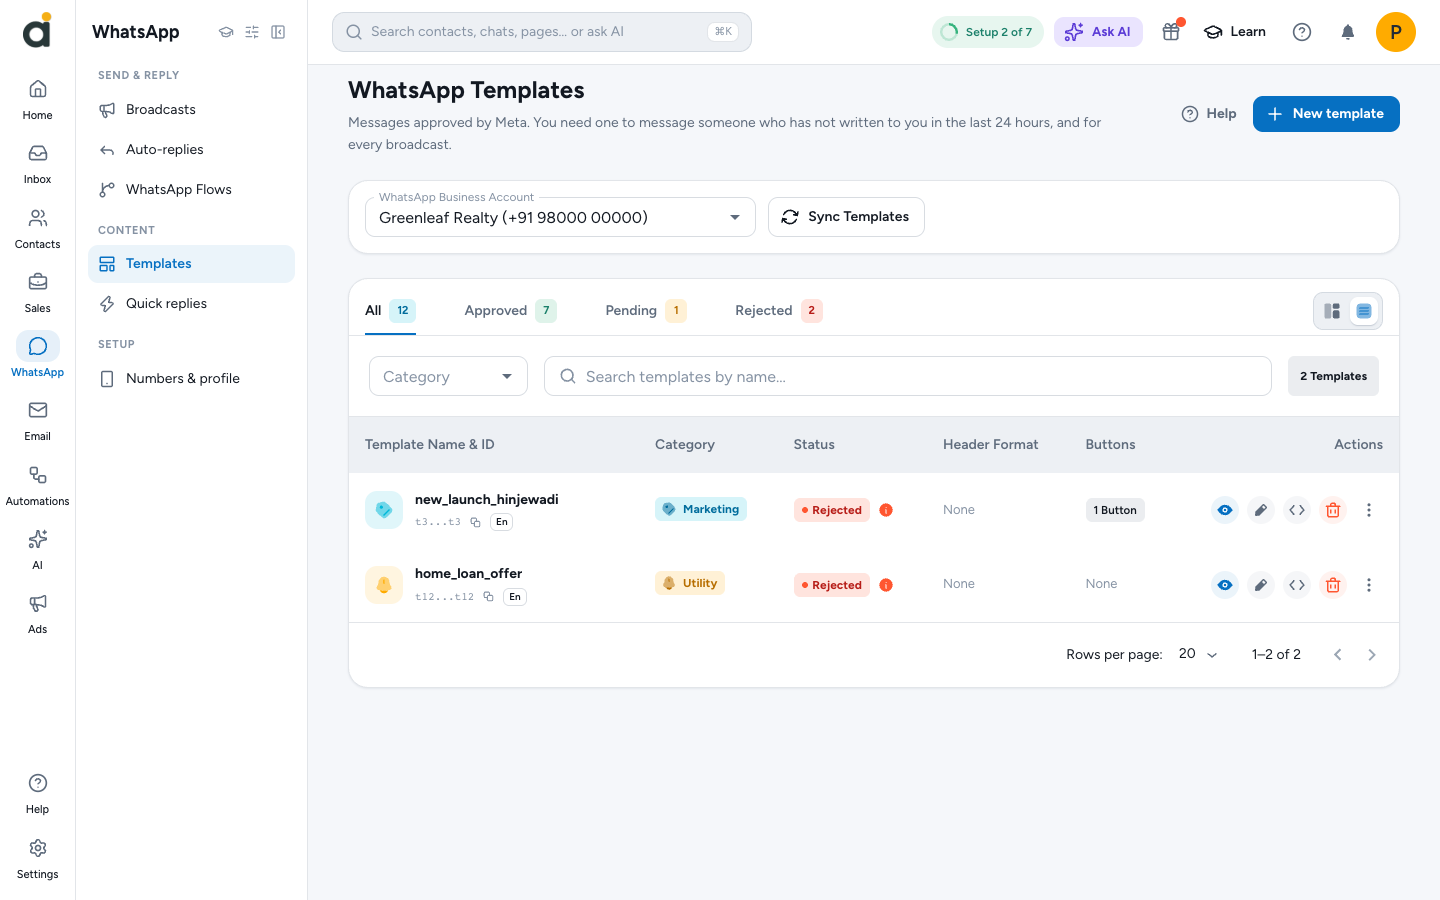 WhatsApp
Search contacts, chats, pages... or ask AI
⌘K
Setup 2 of 7
Ask AI
Learn
P
Home
Inbox
Contacts
Sales
WhatsApp
Email
Automations
AI
Ads
Help
Settings
SEND & REPLY
Broadcasts
Auto-replies
WhatsApp Flows
CONTENT
Templates
Quick replies
SETUP
Numbers & profile
WhatsApp Templates
Messages approved by Meta. You need one to message someone who has not written to you in the last 24 hours, and for
every broadcast.
Help
New template
WhatsApp Business Account
Greenleaf Realty (+91 98000 00000)
Sync Templates
All 12 Approved 7 Pending 1 Rejected 2
Category
Search templates by name...
2 Templates
Template Name & ID Category Status Header Format Buttons Actions
new_launch_hinjewadi
t3...t3 En
Marketing Rejected None 1 Button
home_loan_offer
t12...t12 En
Utility Rejected None None
Rows per page: 20 1–2 of 2